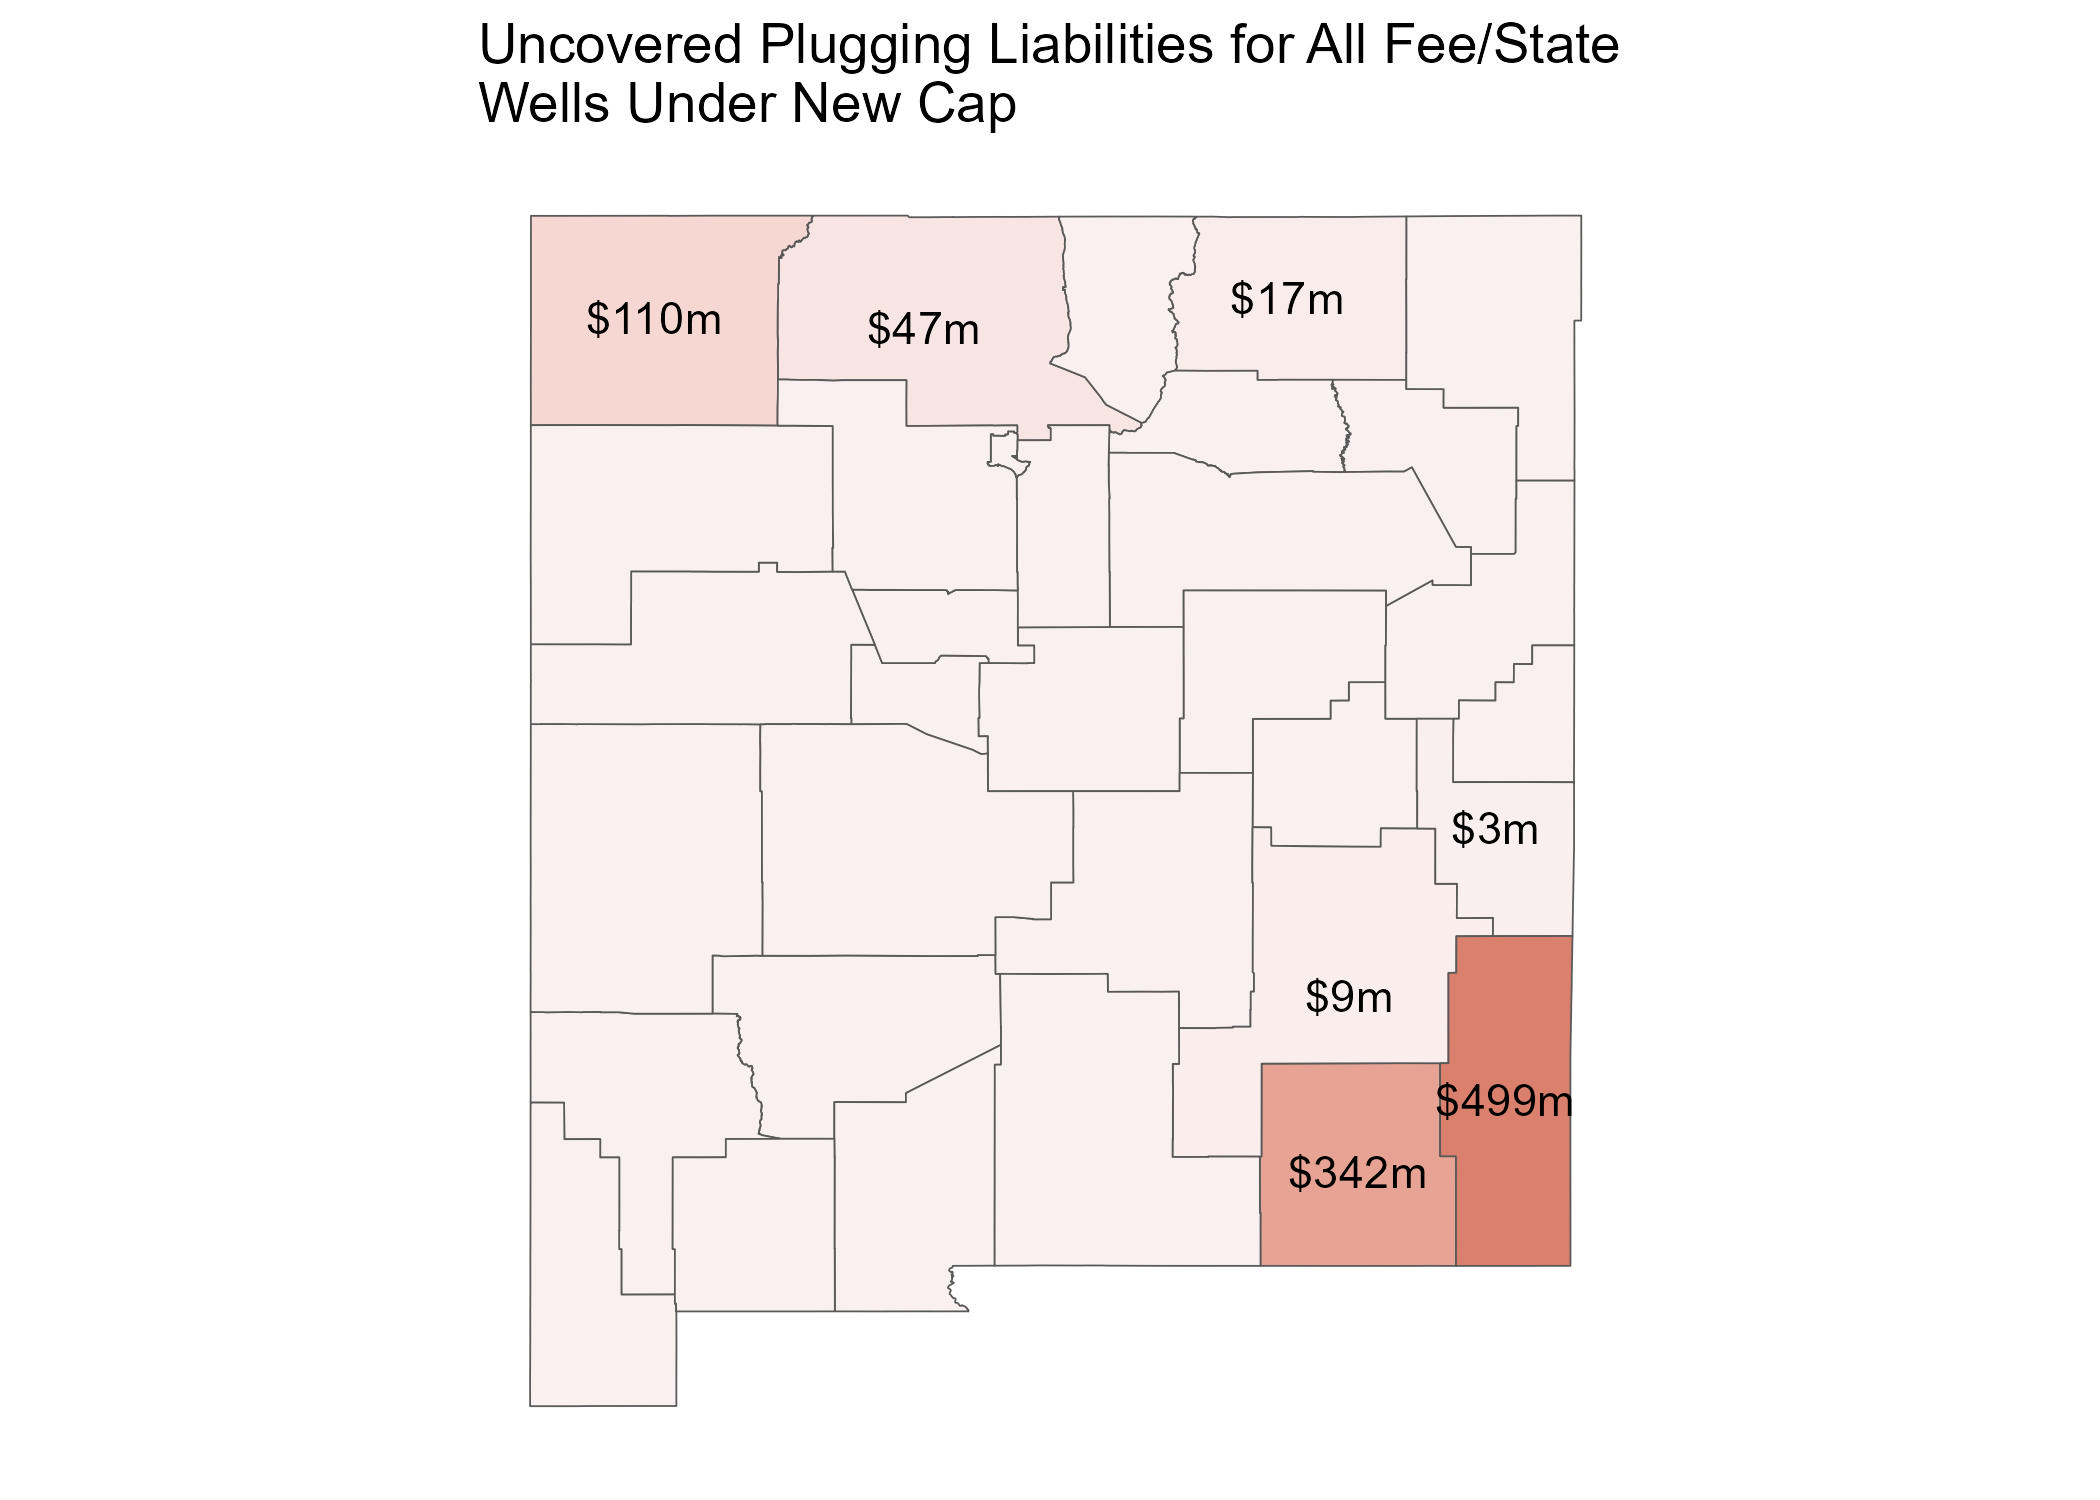 Uncovered Plugging Liabilities for All Fee/State
Wells Under New Cap
$110m
$47m
$17m
$3m
$9m
$499m
$342m